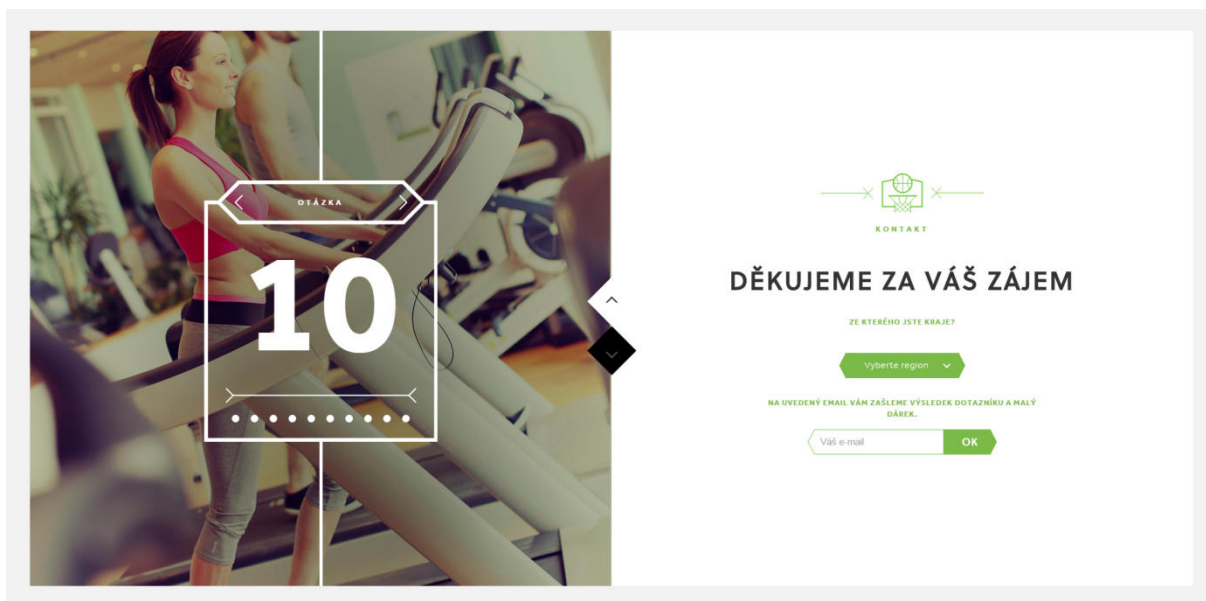 OTÁZKA
10
KONTAKT
DĚKUJEME ZA VÁŠ ZÁJEM
ZE KTERÉHO JSTE KRAJE?
Vyberte region
NA UVEDENÝ EMAIL VÁM ZAŠLEME VÝSLEDEK DOTAZNÍKU A MALÝ
DÁREK.
Váš e-mail
OK